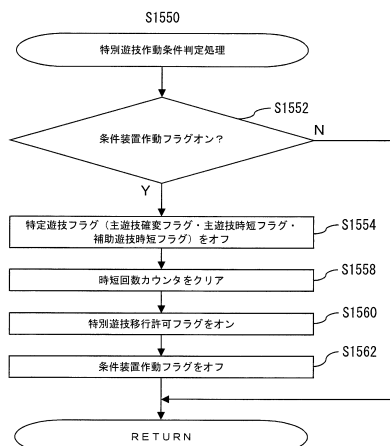 S1550
特別遊技作動条件判定処理
S1552
条件装置作動フラグオン？
N
Y
特定遊技フラグ（主遊技確変フラグ・主遊技時短フラグ・
補助遊技時短フラグ）をオフ
S1554
時短回数カウンタをクリア
S1558
特別遊技移行許可フラグをオン
S1560
条件装置作動フラグをオフ
S1562
ＲＥＴＵＲＮ